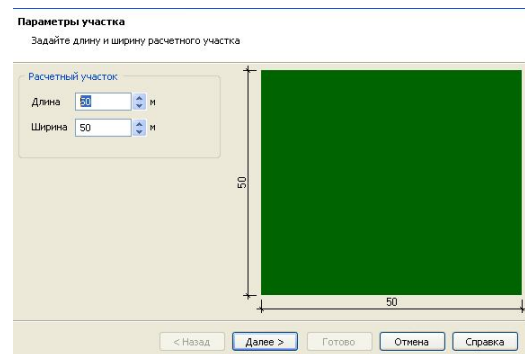 Параметры участка
Задайте длину и ширину расчетного участка
Расчетный участок
Длина 50 м
Ширина 50 м
50
50
< Назад Далее > Готово Отмена Справка